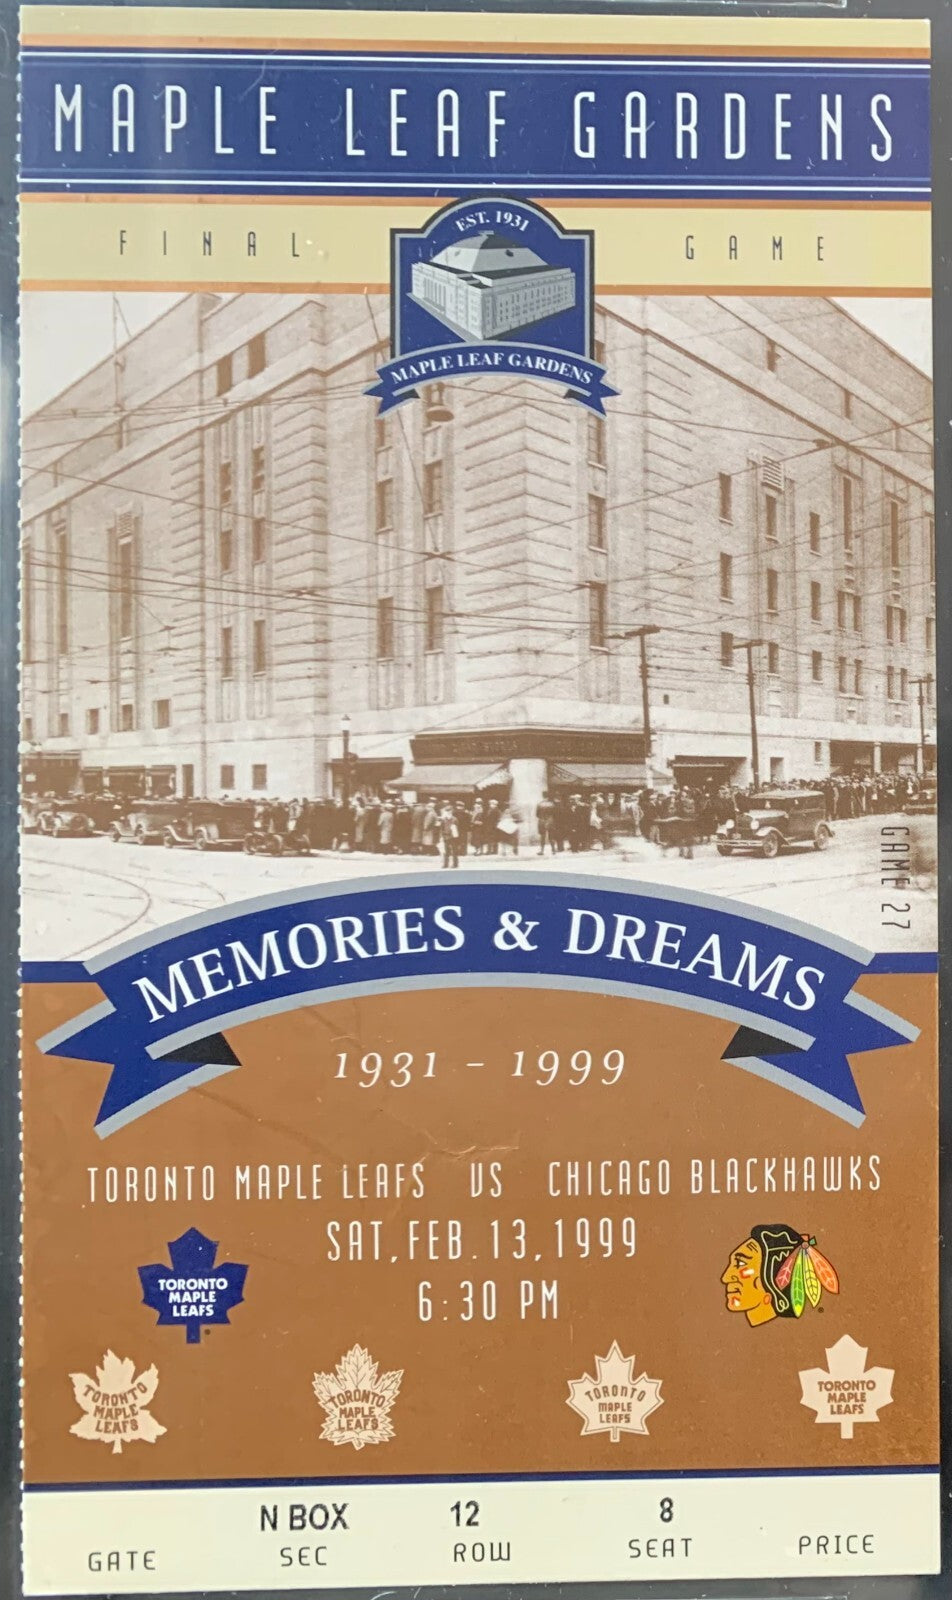 MAPLE LEAF GARDENS
FINAL GAME
EST. 1931
MAPLE LEAF GARDENS
GAME 27
MEMORIES & DREAMS
1931 - 1999
TORONTO MAPLE LEAFS VS CHICAGO BLACKHAWKS
SAT, FEB. 13, 1999
6:30 PM
TORONTO
MAPLE
LEAFS
TORONTO
MAPLE
LEAFS
TORONTO
MAPLE
LEAFS
TORONTO
MAPLE
LEAFS
TORONTO
MAPLE
LEAFS
N BOX 12 8
GATE SEC ROW SEAT PRICE